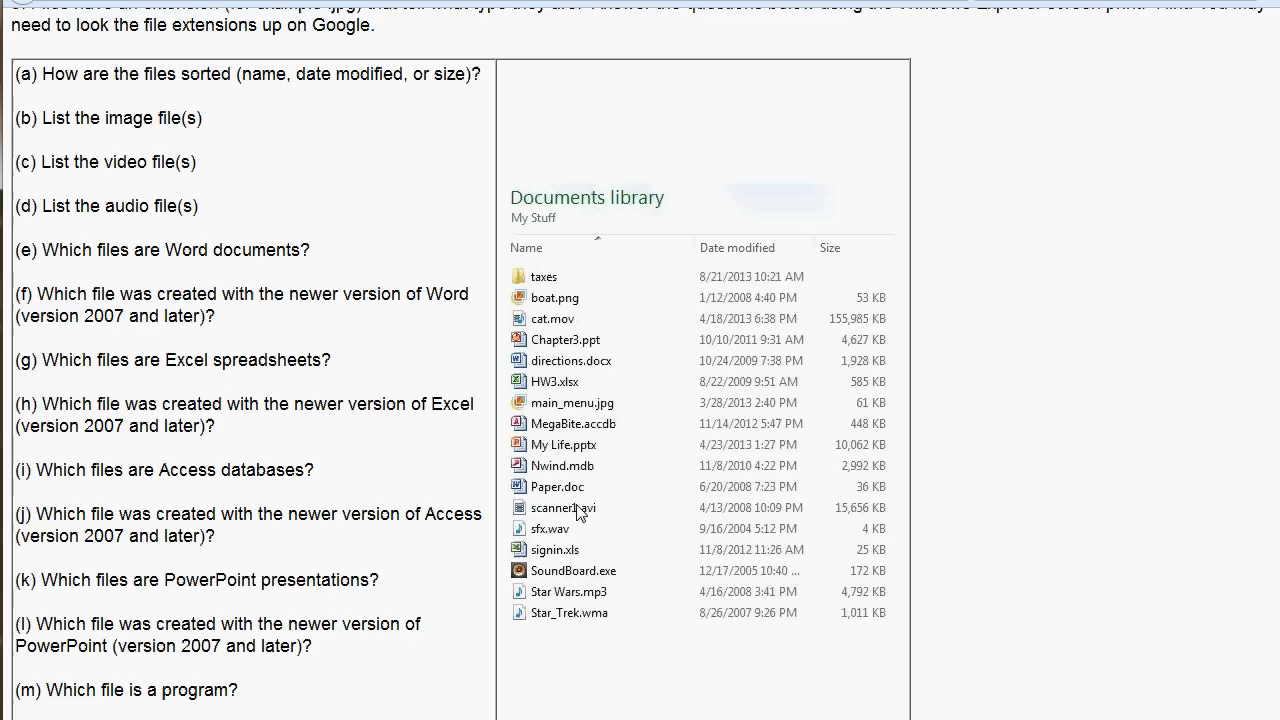 need to look the file extensions up on Google.
(a) How are the files sorted (name, date modified, or size)?
(b) List the image file(s)
(c) List the video file(s)
(d) List the audio file(s)
(e) Which files are Word documents?
(f) Which file was created with the newer version of Word
(version 2007 and later)?
(g) Which files are Excel spreadsheets?
(h) Which file was created with the newer version of Excel
(version 2007 and later)?
(i) Which files are Access databases?
(j) Which file was created with the newer version of Access
(version 2007 and later)?
(k) Which files are PowerPoint presentations?
(l) Which file was created with the newer version of
PowerPoint (version 2007 and later)?
(m) Which file is a program?
Documents library
My Stuff
Name Date modified Size
taxes 8/21/2013 10:21 AM
boat.png 1/12/2008 4:40 PM 53 KB
cat.mov 4/18/2013 6:38 PM 155,985 KB
Chapter3.ppt 10/10/2011 9:31 AM 4,627 KB
directions.docx 10/24/2009 7:38 PM 1,928 KB
HW3.xlsx 8/22/2009 9:51 AM 585 KB
main_menu.jpg 3/28/2013 2:40 PM 61 KB
MegaBite.accdb 11/14/2012 5:47 PM 448 KB
My Life.pptx 4/23/2013 1:27 PM 10,062 KB
Nwind.mdb 11/8/2010 4:22 PM 2,992 KB
Paper.doc 6/20/2008 7:23 PM 36 KB
scanner1.avi 4/13/2008 10:09 PM 15,656 KB
sfx.wav 9/16/2004 5:12 PM 4 KB
signin.xls 11/8/2012 11:26 AM 25 KB
SoundBoard.exe 12/17/2005 10:40 ... 172 KB
Star Wars.mp3 4/16/2008 3:41 PM 4,792 KB
Star_Trek.wma 8/26/2007 9:26 PM 1,011 KB